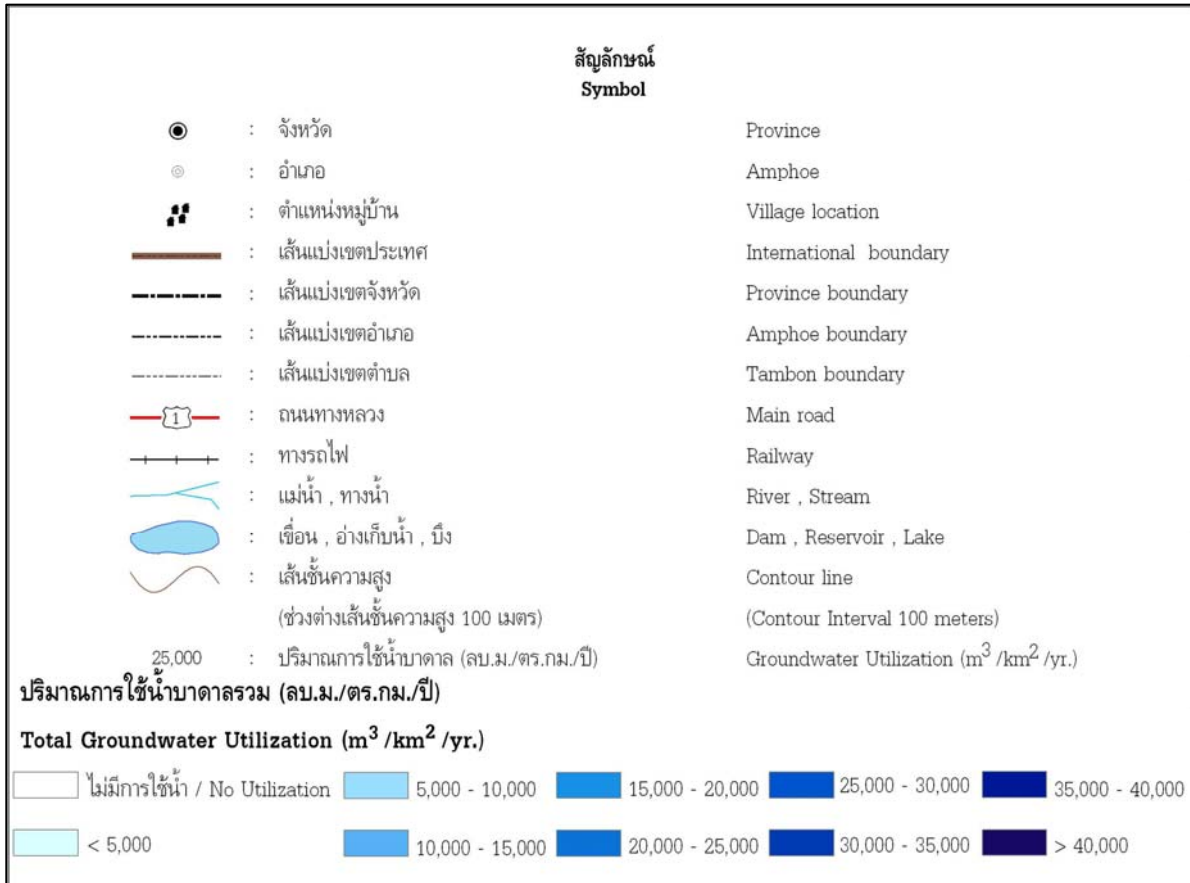 สัญลักษณ์
Symbol
: จังหวัด Province
: อำเภอ Amphoe
: ตำแหน่งหมู่บ้าน Village location
: เส้นแบ่งเขตประเทศ International boundary
: เส้นแบ่งเขตจังหวัด Province boundary
: เส้นแบ่งเขตอำเภอ Amphoe boundary
: เส้นแบ่งเขตตำบล Tambon boundary
1 : ถนนทางหลวง Main road
: ทางรถไฟ Railway
: แม่น้ำ , ทางน้ำ River , Stream
: เขื่อน , อ่างเก็บน้ำ , บึง Dam , Reservoir , Lake
: เส้นชั้นความสูง Contour line
(ช่วงต่างเส้นชั้นความสูง 100 เมตร) (Contour Interval 100 meters)
25,000 : ปริมาณการใช้น้ำบาดาล (ลบ.ม./ตร.กม./ปี) Groundwater Utilization (m³ /km² /yr.)
ปริมาณการใช้น้ำบาดาลรวม (ลบ.ม./ตร.กม./ปี)
Total Groundwater Utilization (m³ /km² /yr.)
ไม่มีการใช้น้ำ / No Utilization 5,000 - 10,000 15,000 - 20,000 25,000 - 30,000 35,000 - 40,000
< 5,000 10,000 - 15,000 20,000 - 25,000 30,000 - 35,000 > 40,000